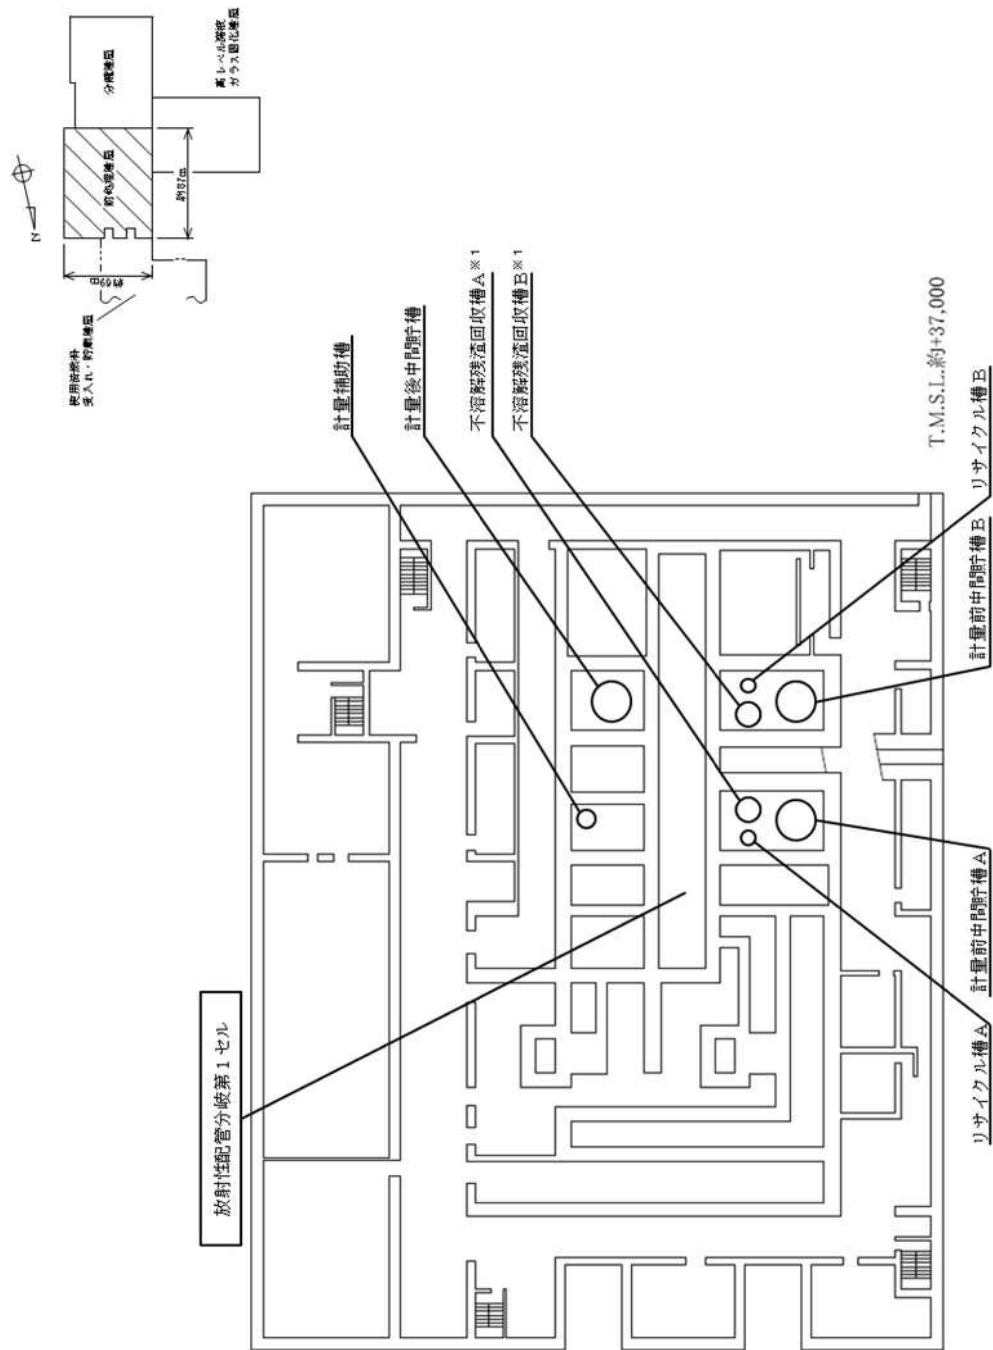 N
使用済燃料
受入れ・貯蔵建屋
前処理建屋
分離建屋
高レベル廃液
ガラス固化建屋
約69m
約87m
計量補助槽
計量後中間貯槽
不溶解残渣回収槽A※1
不溶解残渣回収槽B※1
放射性配管分岐第1セル
リサイクル槽A
計量前中間貯槽A
計量前中間貯槽B
リサイクル槽B
T.M.S.L.約+37,000